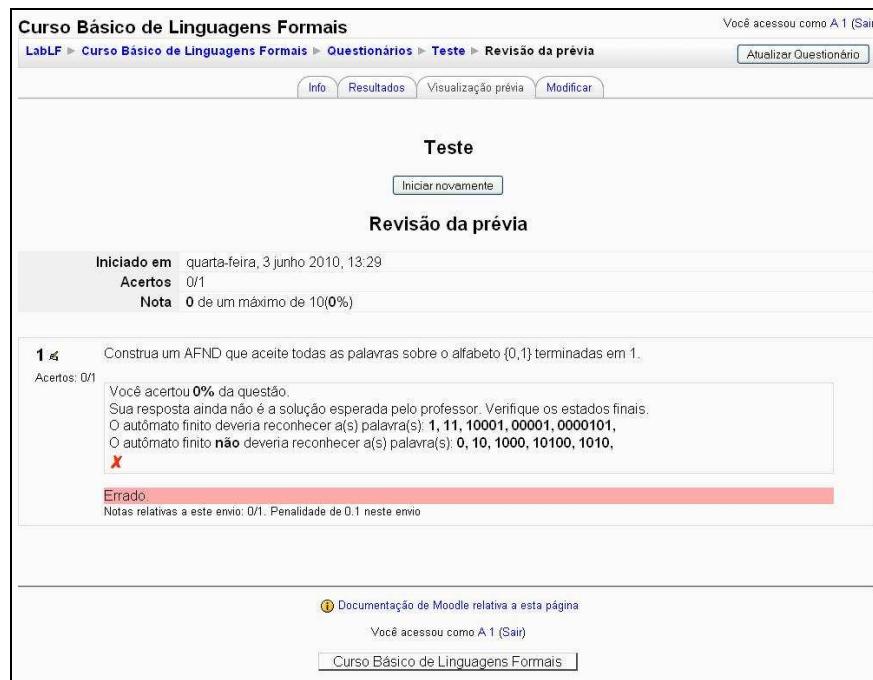 Curso Básico de Linguagens Formais
Você acessou como A 1 (Sair
LabLF ► Curso Básico de Linguagens Formais ► Questionários ► Teste ► Revisão da prévia
Atualizar Questionário
Info Resultados Visualização prévia Modificar
Teste
Iniciar novamente
Revisão da prévia
Iniciado em quarta-feira, 3 junho 2010, 13:29
Acertos 0/1
Nota 0 de um máximo de 10(0%)
1 Construa um AFND que aceite todas as palavras sobre o alfabeto {0,1} terminadas em 1.
Acertos: 0/1
Você acertou 0% da questão.
Sua resposta ainda não é a solução esperada pelo professor. Verifique os estados finais.
O autômato finito deveria reconhecer a(s) palavra(s): 1, 11, 10001, 00001, 0000101,
O autômato finito não deveria reconhecer a(s) palavra(s): 0, 10, 1000, 10100, 1010,
✗
Errado.
Notas relativas a este envio: 0/1. Penalidade de 0.1 neste envio
Documentação de Moodle relativa a esta página
Você acessou como A 1 (Sair)
Curso Básico de Linguagens Formais